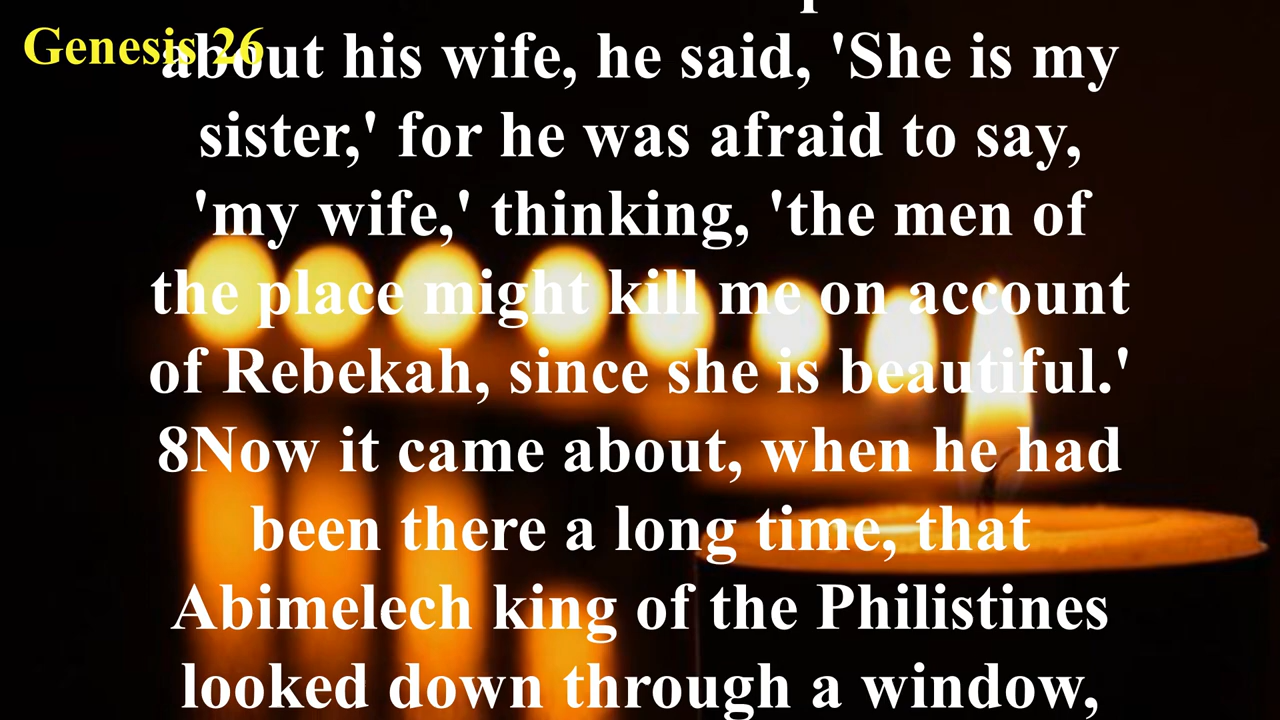 Genesis 26
about his wife, he said, 'She is my
sister,' for he was afraid to say,
'my wife,' thinking, 'the men of
the place might kill me on account
of Rebekah, since she is beautiful.'
8Now it came about, when he had
been there a long time, that
Abimelech king of the Philistines
looked down through a window,